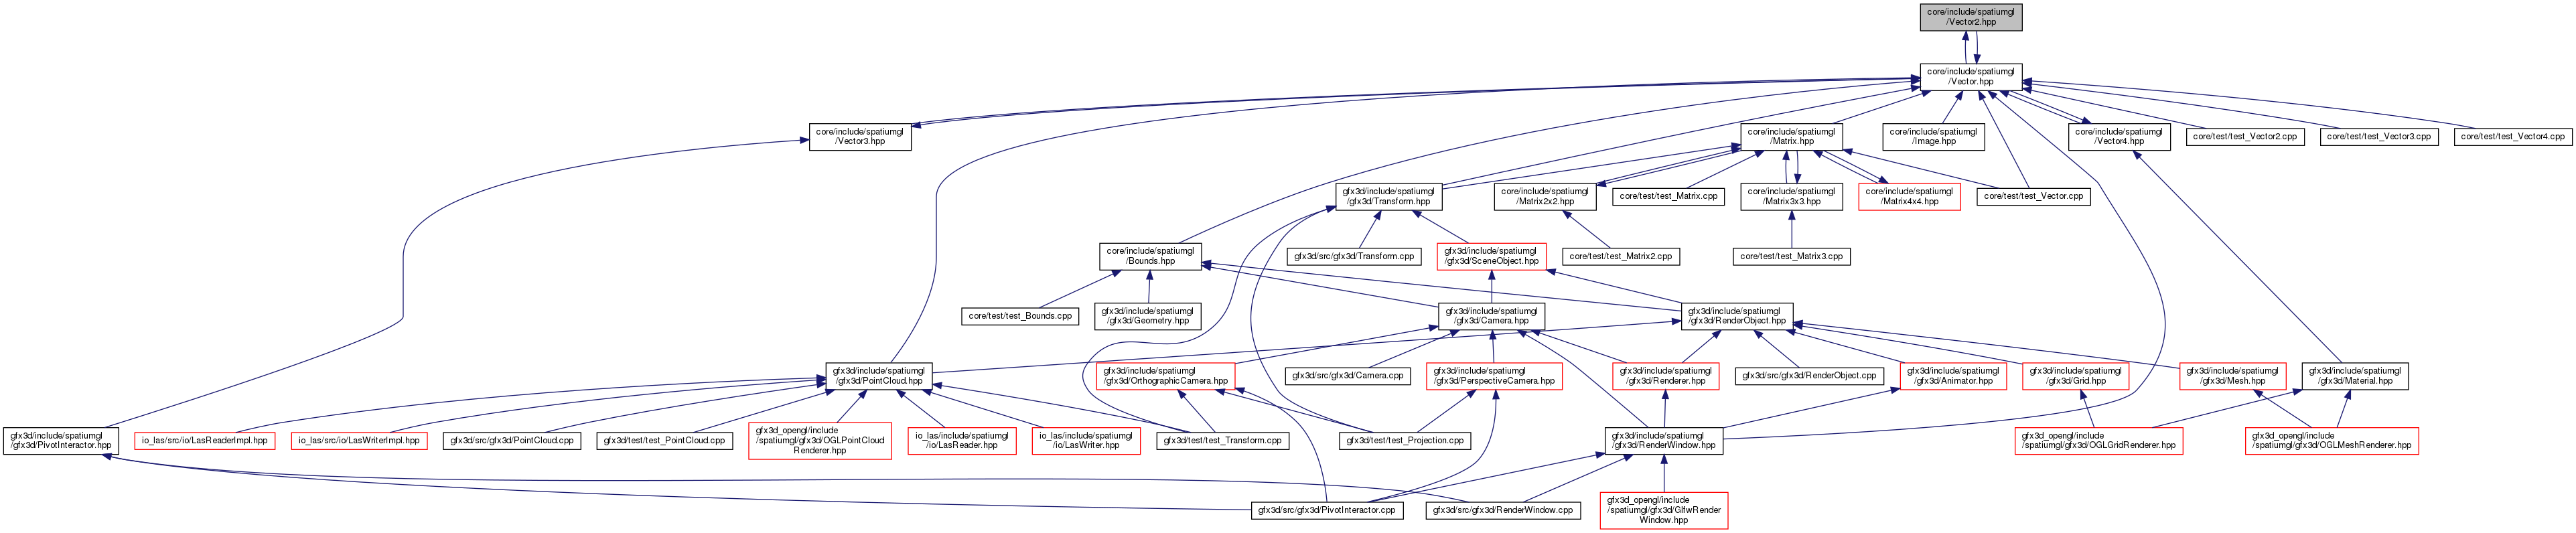 core/include/spatiumgl
/Vector2.hpp
core/include/spatiumgl
/Vector.hpp
core/include/spatiumgl
/Vector3.hpp
core/include/spatiumgl
/Matrix.hpp
core/include/spatiumgl
/Image.hpp
core/include/spatiumgl
/Vector4.hpp
core/test/test_Vector2.cpp
core/test/test_Vector3.cpp
core/test/test_Vector4.cpp
gfx3d/include/spatiumgl
/gfx3d/Transform.hpp
core/include/spatiumgl
/Matrix2x2.hpp
core/test/test_Matrix.cpp
core/include/spatiumgl
/Matrix3x3.hpp
core/include/spatiumgl
/Matrix4x4.hpp
core/test/test_Vector.cpp
core/include/spatiumgl
/Bounds.hpp
gfx3d/src/gfx3d/Transform.cpp
gfx3d/include/spatiumgl
/gfx3d/SceneObject.hpp
core/test/test_Matrix2.cpp
core/test/test_Matrix3.cpp
core/test/test_Bounds.cpp
gfx3d/include/spatiumgl
/gfx3d/Geometry.hpp
gfx3d/include/spatiumgl
/gfx3d/Camera.hpp
gfx3d/include/spatiumgl
/gfx3d/RenderObject.hpp
gfx3d/include/spatiumgl
/gfx3d/PointCloud.hpp
gfx3d/include/spatiumgl
/gfx3d/OrthographicCamera.hpp
gfx3d/src/gfx3d/Camera.cpp
gfx3d/include/spatiumgl
/gfx3d/PerspectiveCamera.hpp
gfx3d/include/spatiumgl
/gfx3d/Renderer.hpp
gfx3d/src/gfx3d/RenderObject.cpp
gfx3d/include/spatiumgl
/gfx3d/Animator.hpp
gfx3d/include/spatiumgl
/gfx3d/Grid.hpp
gfx3d/include/spatiumgl
/gfx3d/Mesh.hpp
gfx3d/include/spatiumgl
/gfx3d/Material.hpp
gfx3d/include/spatiumgl
/gfx3d/PivotInteractor.hpp
io_las/src/io/LasReaderImpl.hpp
io_las/src/io/LasWriterImpl.hpp
gfx3d/src/gfx3d/PointCloud.cpp
gfx3d/test/test_PointCloud.cpp
gfx3d_opengl/include
/spatiumgl/gfx3d/OGLPointCloud
Renderer.hpp
io_las/include/spatiumgl
/io/LasReader.hpp
io_las/include/spatiumgl
/io/LasWriter.hpp
gfx3d/test/test_Transform.cpp
gfx3d/test/test_Projection.cpp
gfx3d/include/spatiumgl
/gfx3d/RenderWindow.hpp
gfx3d_opengl/include
/spatiumgl/gfx3d/OGLGridRenderer.hpp
gfx3d_opengl/include
/spatiumgl/gfx3d/OGLMeshRenderer.hpp
gfx3d/src/gfx3d/PivotInteractor.cpp
gfx3d/src/gfx3d/RenderWindow.cpp
gfx3d_opengl/include
/spatiumgl/gfx3d/GlfwRender
Window.hpp